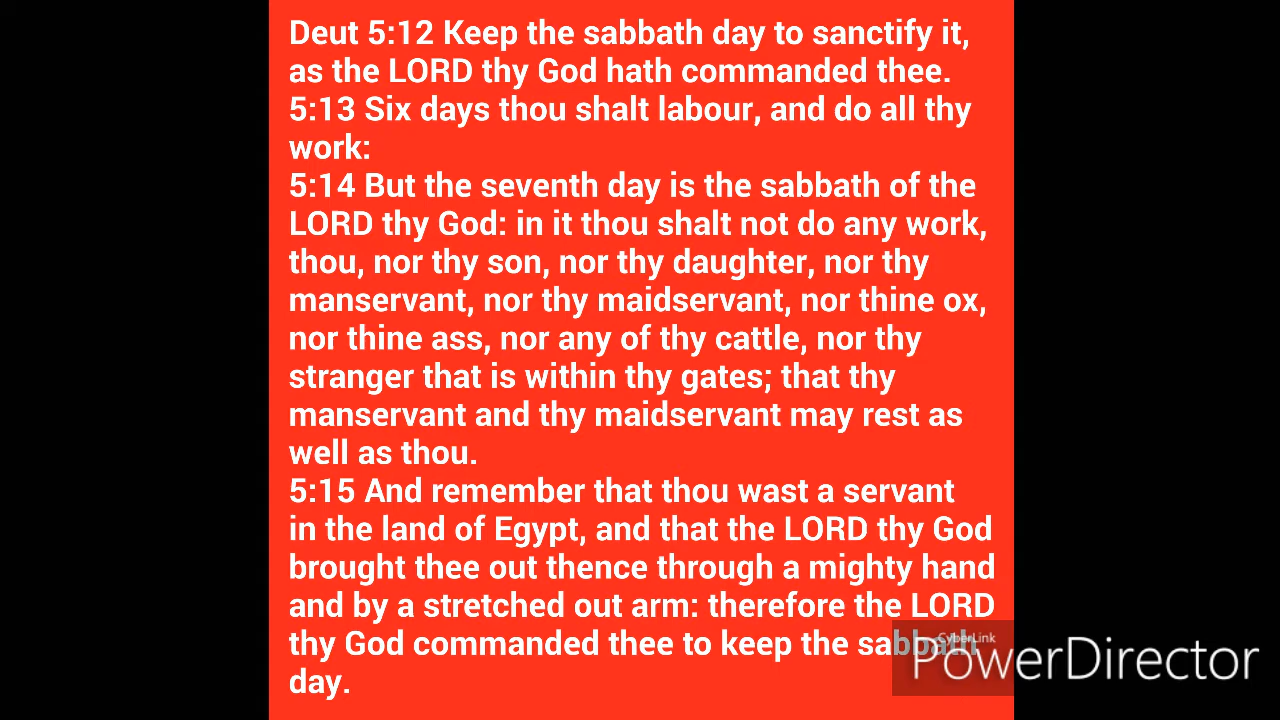 Deut 5:12 Keep the sabbath day to sanctify it,
as the LORD thy God hath commanded thee.
5:13 Six days thou shalt labour, and do all thy
work:
5:14 But the seventh day is the sabbath of the
LORD thy God: in it thou shalt not do any work,
thou, nor thy son, nor thy daughter, nor thy
manservant, nor thy maidservant, nor thine ox,
nor thine ass, nor any of thy cattle, nor thy
stranger that is within thy gates; that thy
manservant and thy maidservant may rest as
well as thou.
5:15 And remember that thou wast a servant
in the land of Egypt, and that the LORD thy God
brought thee out thence through a mighty hand
and by a stretched out arm: therefore the LORD
thy God commanded thee to keep the sabbath
day.
CyberLink
PowerDirector